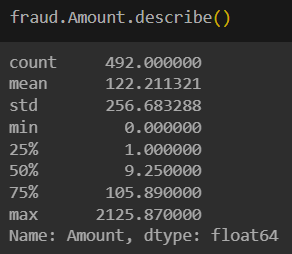 fraud.Amount.describe()
count 492.000000
mean 122.211321
std 256.683288
min 0.000000
25% 1.000000
50% 9.250000
75% 105.890000
max 2125.870000
Name: Amount, dtype: float64